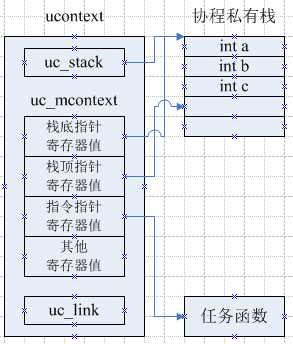 ucontext
uc_stack
uc_mcontext
栈底指针
寄存器值
栈顶指针
寄存器值
指令指针
寄存器值
其他
寄存器值
uc_link
协程私有栈
int a
int b
int c
任务函数